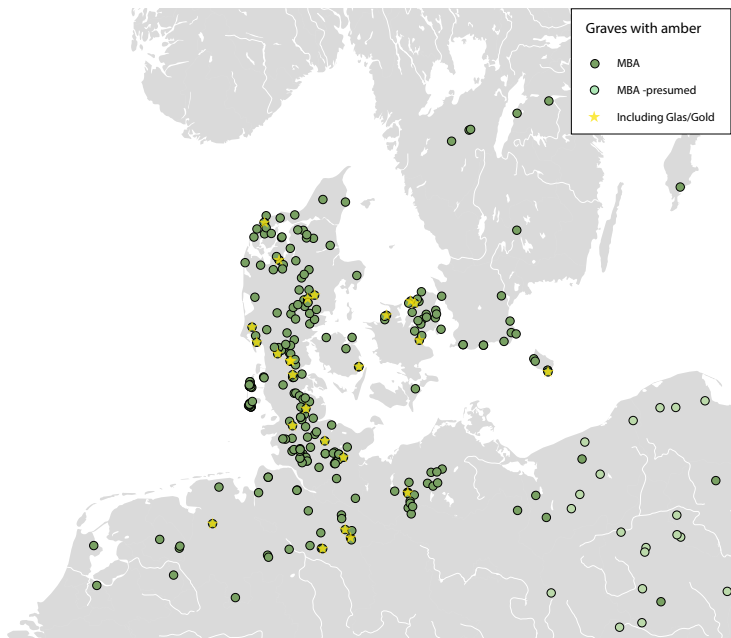 Graves with amber
MBA
MBA -presumed
Including Glas/Gold